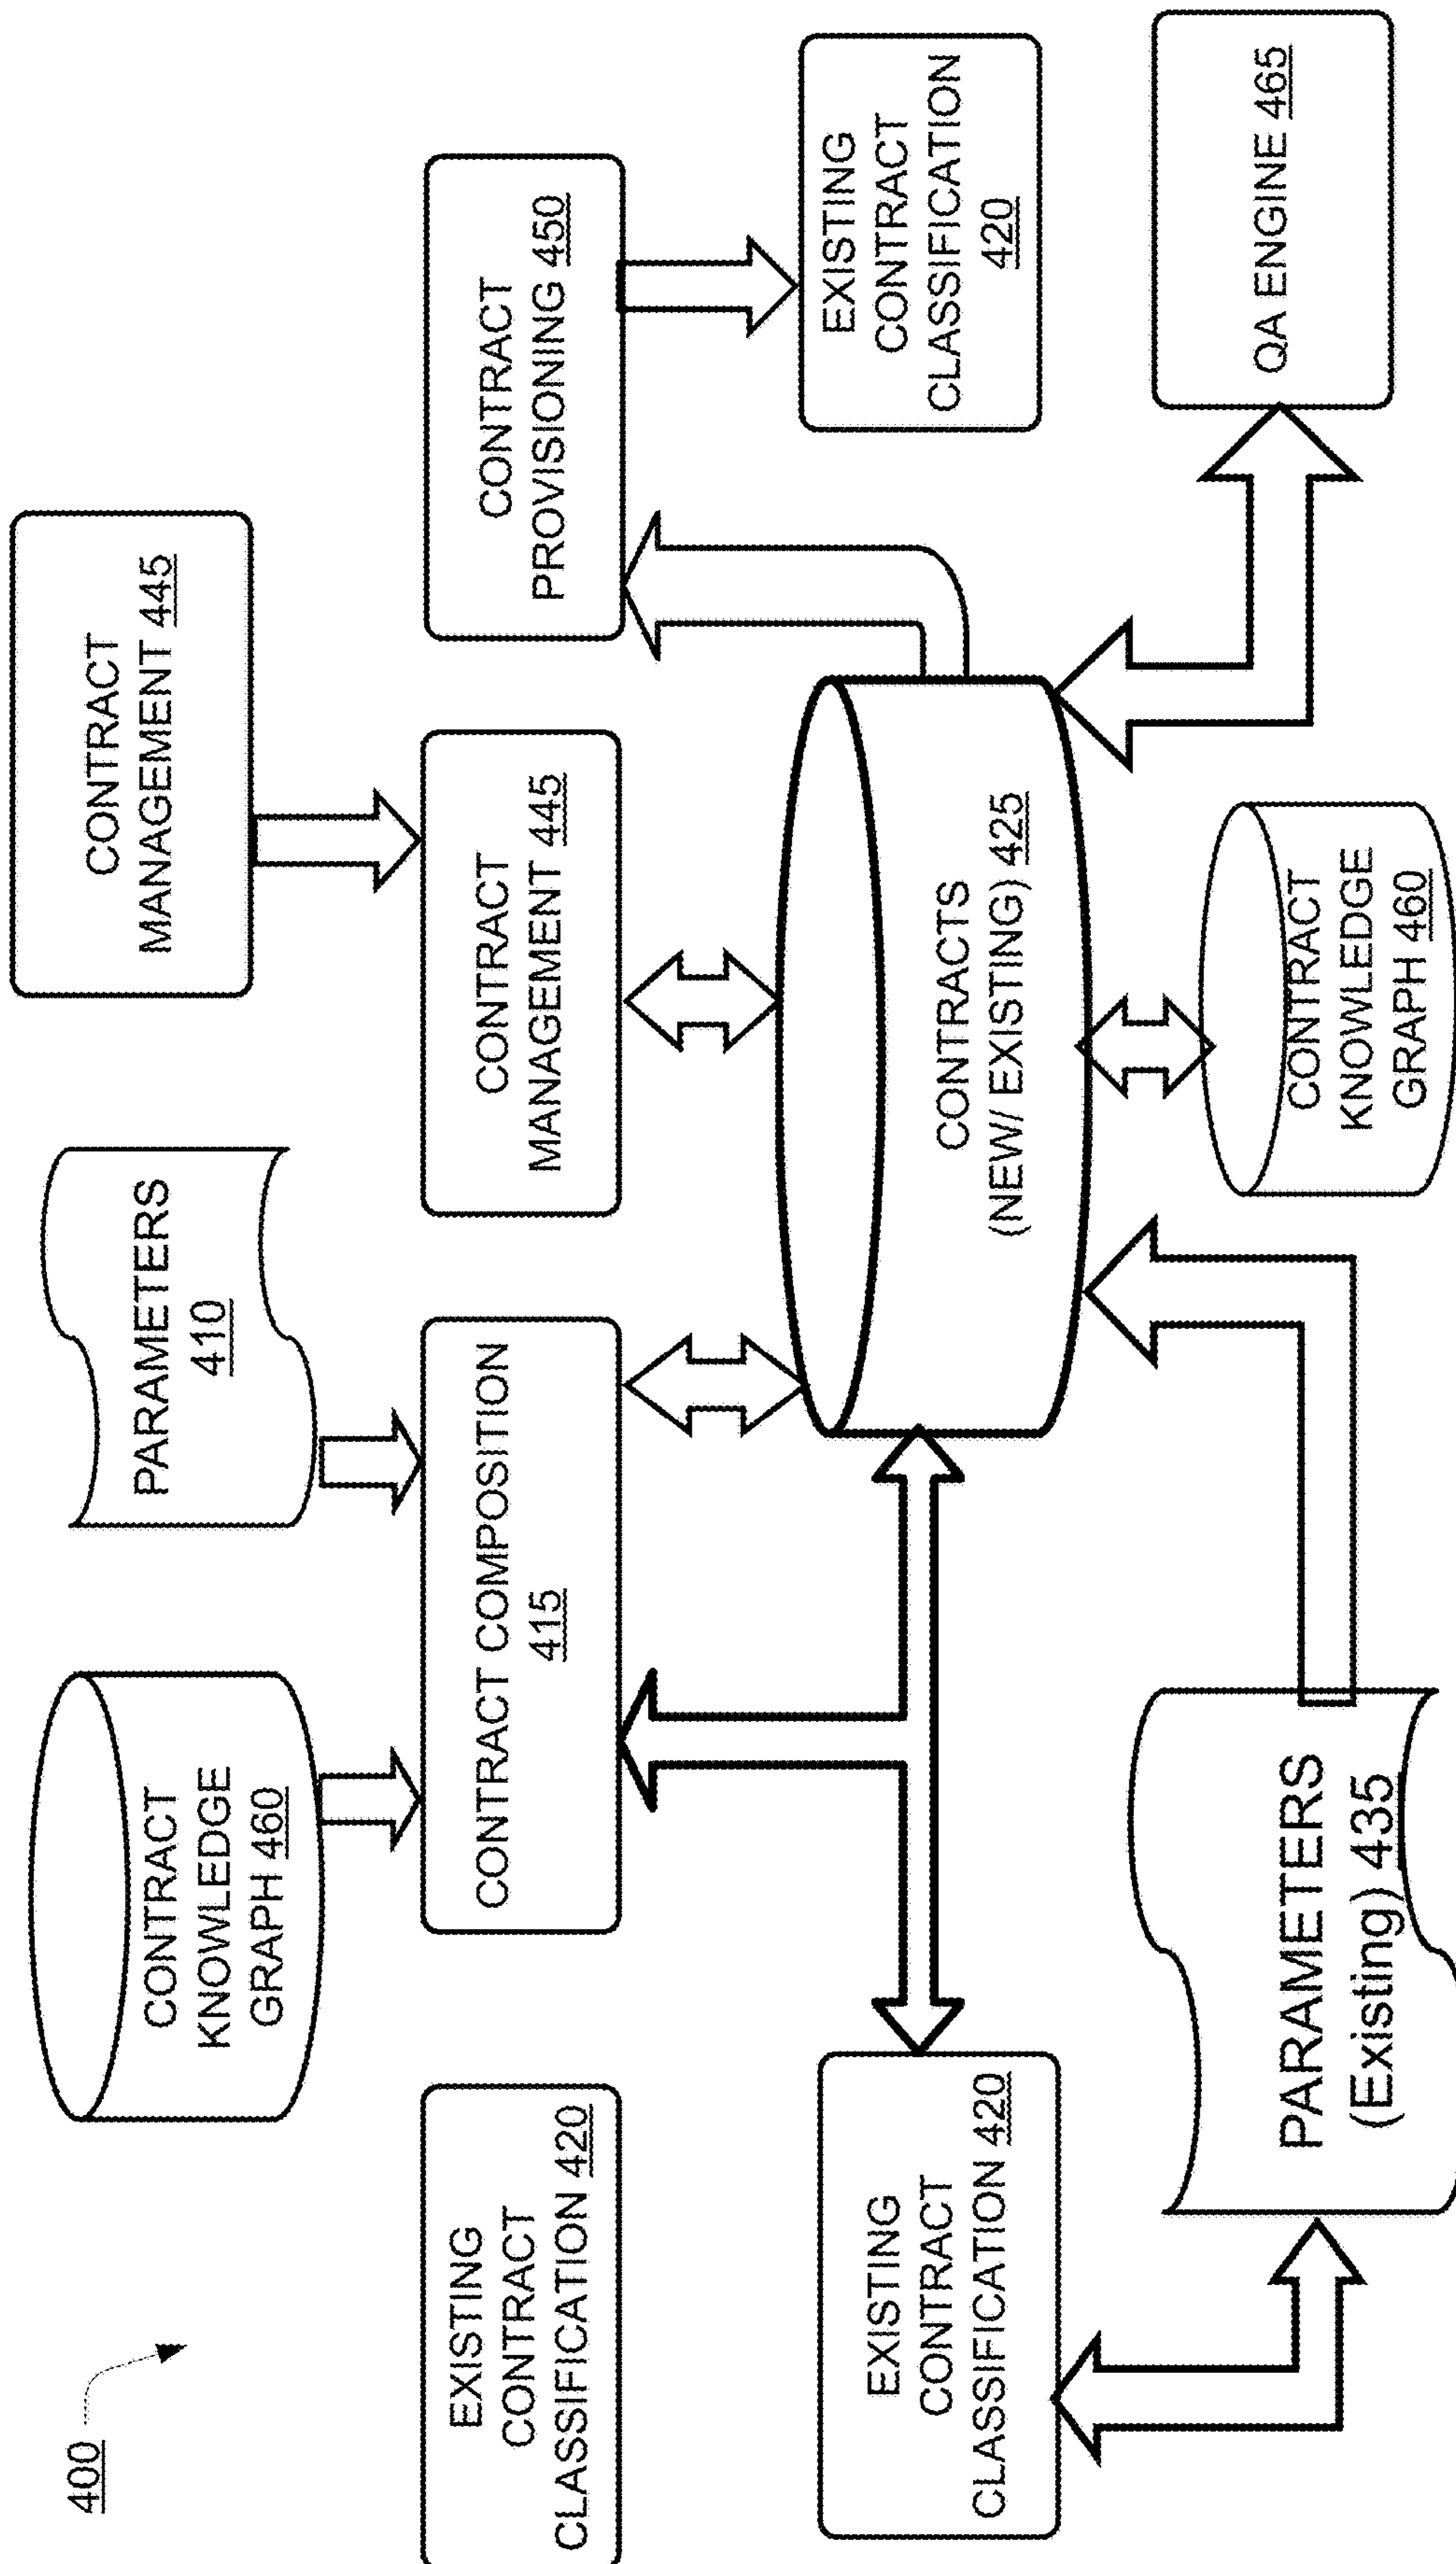 400
CONTRACT
KNOWLEDGE
GRAPH 460
PARAMETERS
410
CONTRACT
MANAGEMENT 445
EXISTING
CONTRACT
CLASSIFICATION 420
CONTRACT COMPOSITION
415
CONTRACT
MANAGEMENT 445
CONTRACT
PROVISIONING 450
EXISTING
CONTRACT
CLASSIFICATION 420
CONTRACTS
(NEW/ EXISTING) 425
EXISTING
CONTRACT
CLASSIFICATION
420
PARAMETERS
(Existing) 435
CONTRACT
KNOWLEDGE
GRAPH 460
QA ENGINE 465